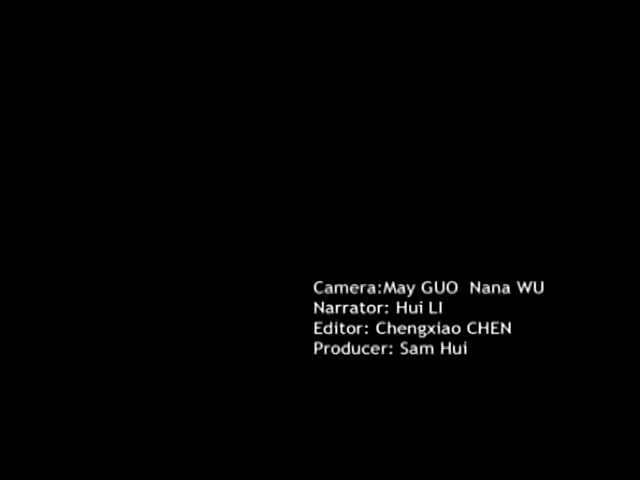 Camera:May GUO  Nana WU
Narrator: Hui LI
Editor: Chengxiao CHEN
Producer: Sam Hui